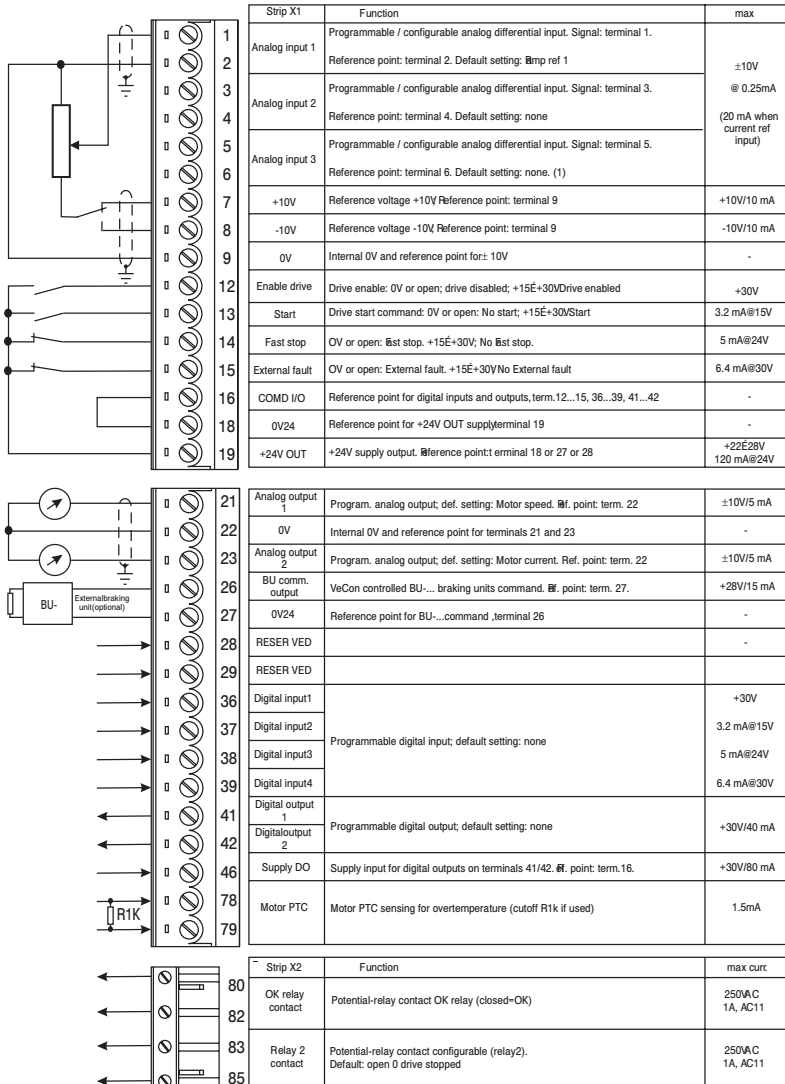 Strip X1 Function max
1 Analog input 1 Programmable / configurable analog differential input. Signal: terminal 1.
2 Reference point: terminal 2. Default setting: ref 1 ±10V
3 Analog input 2 Programmable / configurable analog differential input. Signal: terminal 3. @ 0.25mA
4 Reference point: terminal 4. Default setting: none (20 mA when current ref input)
5 Analog input 3 Programmable / configurable analog differential input. Signal: terminal 5.
6 Reference point: terminal 6. Default setting: none. (1)
7 +10V Reference voltage +10V; Reference point: terminal 9 +10V/10 mA
8 -10V Reference voltage -10V; Reference point: terminal 9 -10V/10 mA
9 0V Internal 0V and reference point for± 10V -
12 Enable drive Drive enable: 0V or open; drive disabled; +15É+30V Drive enabled +30V
13 Start Drive start command: 0V or open: No start; +15É+30V Start 3.2 mA@15V
14 Fast stop OV or open: stop. +15É+30V; No stop. 5 mA@24V
15 External fault OV or open: External fault. +15É+30V No External fault 6.4 mA@30V
16 COMD I/O Reference point for digital inputs and outputs, term.12...15, 36...39, 41...42 -
18 0V24 Reference point for +24V OUT supply terminal 19 -
19 +24V OUT +24V supply output. point:t erminal 18 or 27 or 28 +22É28V
120 mA@24V
21 Analog output 1 Program. analog output; def. setting: Motor speed. point: term. 22 ±10V/5 mA
22 0V Internal 0V and reference point for terminals 21 and 23 -
23 Analog output 2 Program. analog output; def. setting: Motor current. Ref. point: term. 22 ±10V/5 mA
BU- Externalbraking
unit(optional)
26 BU comm. output VeCon controlled BU-... braking units command. point: term. 27. +28V/15 mA
27 0V24 Reference point for BU-...command ,terminal 26 -
28 RESER VED -
29 RESER VED
36 Digital input1 +30V
37 Digital input2 3.2 mA@15V
Programmable digital input; default setting: none
38 Digital input3 5 mA@24V
39 Digital input4 6.4 mA@30V
41 Digital output 1
Programmable digital output; default setting: none +30V/40 mA
42 Digitaloutput 2
46 Supply DO Supply input for digital outputs on terminals 41/42. point: term.16. +30V/80 mA
78 R1K
Motor PTC Motor PTC sensing for overtemperature (cutoff R1k if used) 1.5mA
79
Strip X2 Function max curr.
80 OK relay contact Potential-relay contact OK relay (closed=OK) 250V AC
82 1A, AC11
83 Relay 2 contact Potential-relay contact configurable (relay2). 250V AC
85 Default: open 0 drive stopped 1A, AC11